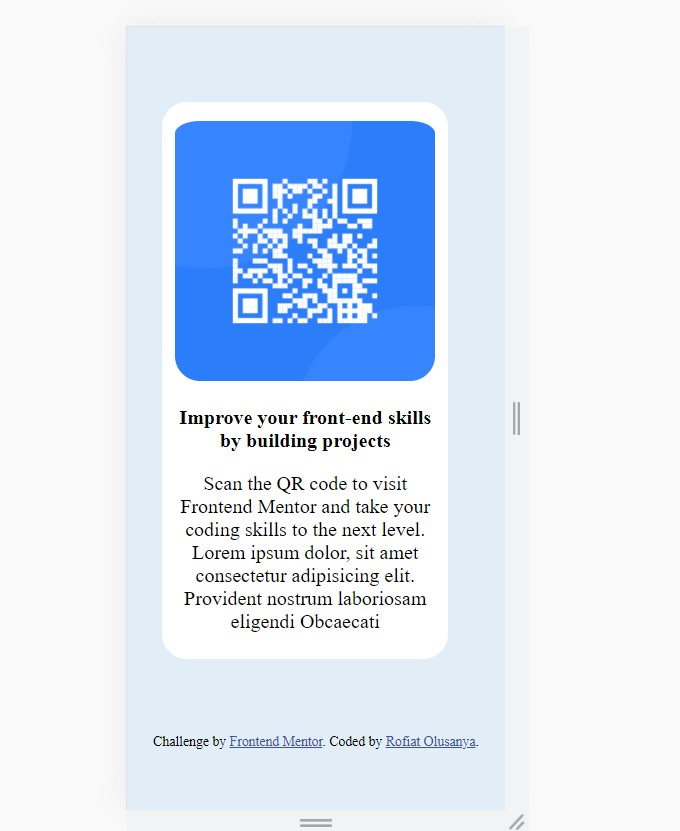 Improve your front-end skills
by building projects
Scan the QR code to visit
Frontend Mentor and take your
coding skills to the next level.
Lorem ipsum dolor, sit amet
consectetur adipisicing elit.
Provident nostrum laboriosam
eligendi Obcaecati
Challenge by Frontend Mentor. Coded by Rofiat Olusanya.